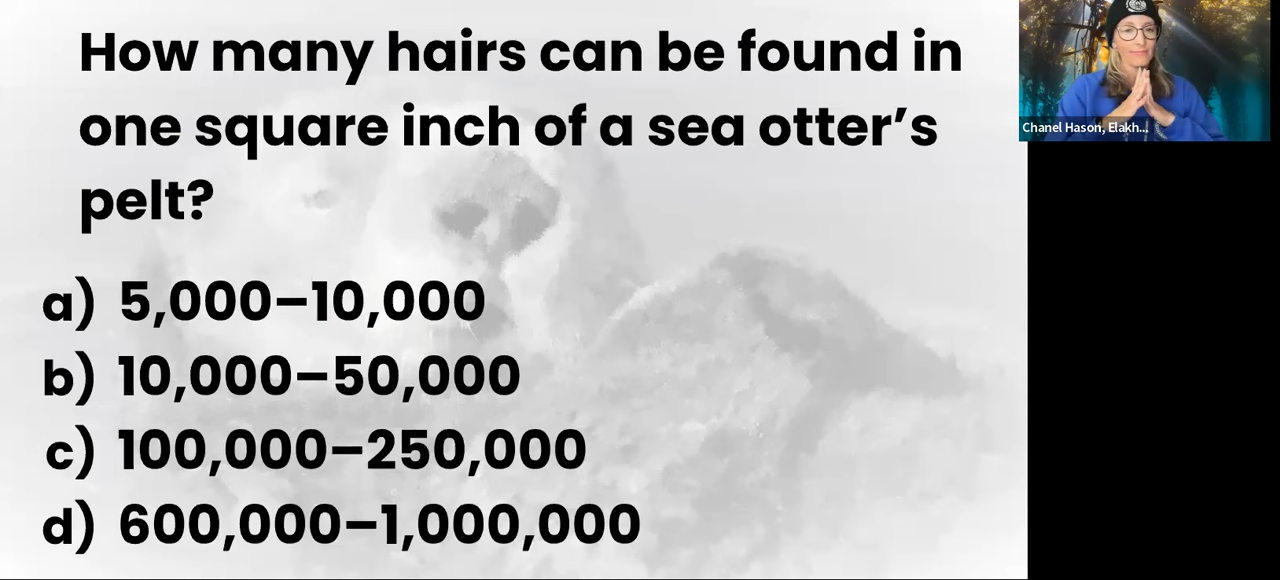 How many hairs can be found in
one square inch of a sea otter’s
pelt?
a) 5,000–10,000
b) 10,000–50,000
c) 100,000–250,000
d) 600,000–1,000,000
Chanel Hason, Elakh...